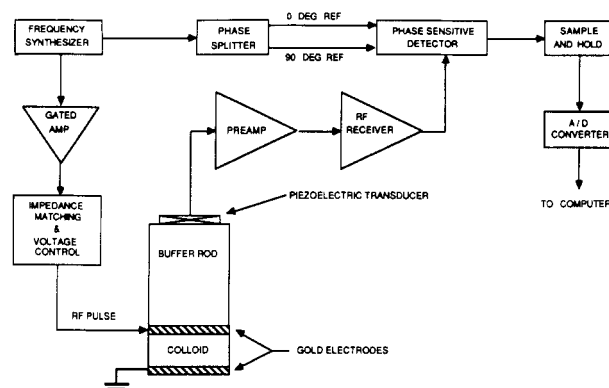 FREQUENCY
SYNTHESIZER
PHASE
SPLITTER
0 DEG REF
90 DEG REF
PHASE SENSITIVE
DETECTOR
SAMPLE
AND HOLD
GATED
AMP
PREAMP
RF
RECEIVER
A/D
CONVERTER
TO COMPUTER
IMPEDANCE
MATCHING
&
VOLTAGE
CONTROL
PIEZOELECTRIC TRANSDUCER
BUFFER ROD
RF PULSE
COLLOID
GOLD ELECTRODES